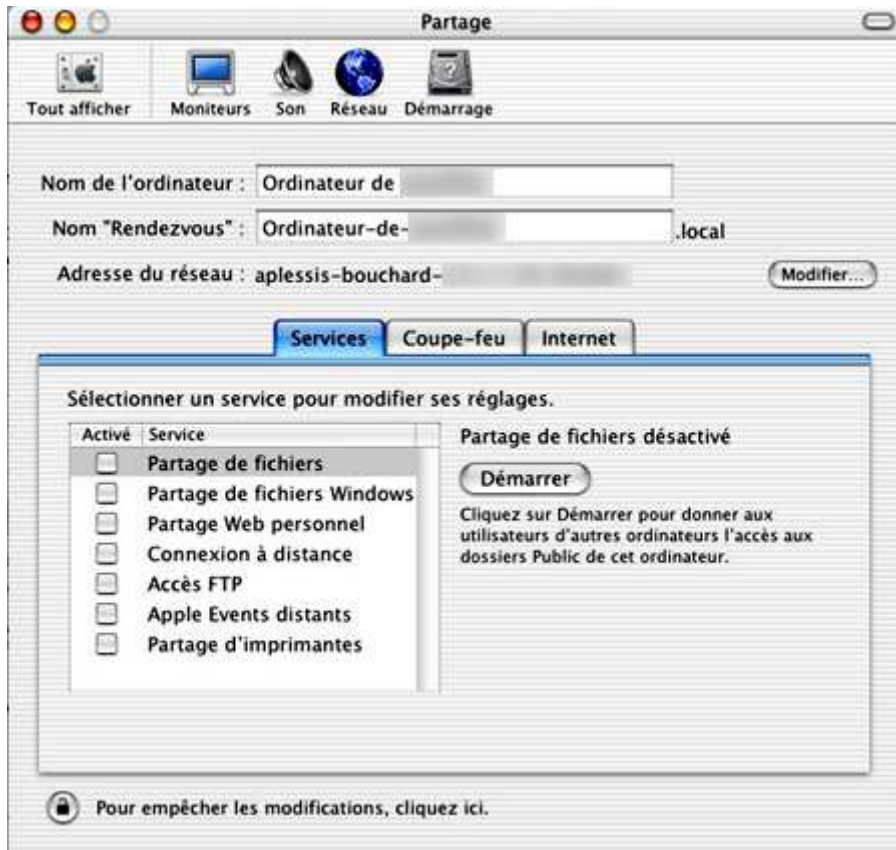 Partage
Tout afficher Moniteurs Son Réseau Démarrage
Nom de l'ordinateur : Ordinateur de
Nom "Rendezvous" : Ordinateur-de- .local
Adresse du réseau : aplessis-bouchard- Modifier...
Services Coupe-feu Internet
Sélectionner un service pour modifier ses réglages.
Activé Service
Partage de fichiers
Partage de fichiers Windows
Partage Web personnel
Connexion à distance
Accès FTP
Apple Events distants
Partage d'imprimantes
Partage de fichiers désactivé
Démarrer
Cliquez sur Démarrer pour donner aux
utilisateurs d'autres ordinateurs l'accès aux
dossiers Public de cet ordinateur.
Pour empêcher les modifications, cliquez ici.